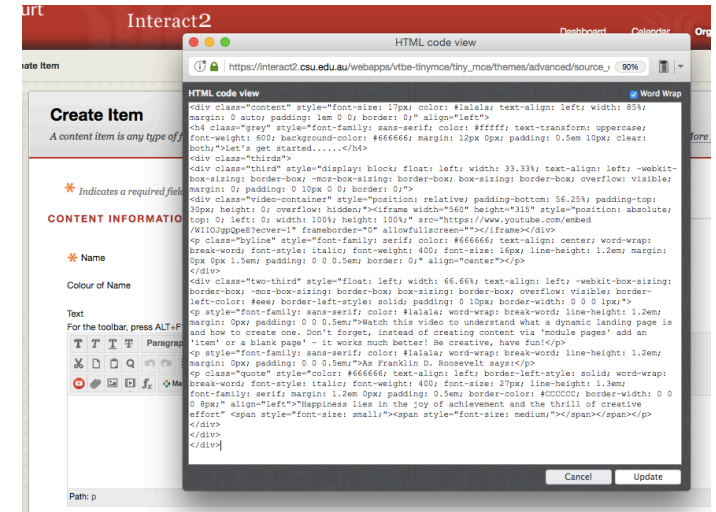 urt
Interact2
Dashboard Calendar Org
eate Item
HTML code view
https://interact2.csu.edu.au/webapps/vtbe-tinymce/tiny_mce/themes/advanced/source_e 90%
HTML code view Word Wrap
<div class="content" style="font-size: 17px; color: #1a1a1a; text-align: left; width: 85%;
margin: 0 auto; padding: 1em 0 0; border: 0;" align="left">
<h4 class="grey" style="font-family: sans-serif; color: #ffffff; text-transform: uppercase;
font-weight: 600; background-color: #666666; margin: 12px 0px; padding: 0.5em 10px; clear:
both;">Let's get started......</h4>
<div class="thirds">
<div class="third" style="display: block; float: left; width: 33.33%; text-align: left; -webkit-
box-sizing: border-box; -moz-box-sizing: border-box; box-sizing: border-box; overflow: visible;
margin: 0; padding: 0 10px 0 0; border: 0;">
<div class="video-container" style="position: relative; padding-bottom: 56.25%; padding-top:
30px; height: 0; overflow: hidden;"><iframe width="560" height="315" style="position: absolute;
top: 0; left: 0; width: 100%; height: 100%;" src="https://www.youtube.com/embed
/WIIOJgpQpeE?ecver=1" frameborder="0" allowfullscreen=""></iframe></div>
<p class="byline" style="font-family: serif; color: #666666; text-align: center; word-wrap:
break-word; font-style: italic; font-weight: 400; font-size: 16px; line-height: 1.2em; margin:
0px 0px 1.5em; padding: 0 0 0.5em; border: 0;" align="center"></p>
</div>
<div class="two-third" style="float: left; width: 66.66%; text-align: left; -webkit-box-sizing:
border-box; -moz-box-sizing: border-box; box-sizing: border-box; overflow: visible; border-
left-color: #eee; border-left-style: solid; padding: 0 10px; border-width: 0 0 0 1px;">
<p style="font-family: sans-serif; color: #1a1a1a; word-wrap: break-word; line-height: 1.2em;
margin: 0px; padding: 0 0 0.5em;">Watch this video to understand what a dynamic landing page is
and how to create one. Don't forget, instead of creating content via 'module pages' add an
'item' or a blank page' - it works much better! Be creative, have fun!</p>
<p style="font-family: sans-serif; color: #1a1a1a; word-wrap: break-word; line-height: 1.2em;
margin: 0px; padding: 0 0 0.5em;">As Franklin D. Roosevelt says:</p>
<p class="quote" style="color: #666666; text-align: left; border-left-style: solid; word-wrap:
break-word; font-style: italic; font-weight: 400; font-size: 27px; line-height: 1.3em;
font-family: serif; margin: 1.2em 0px; padding: 0.5em; border-color: #CCCCCC; border-width: 0 0
0 8px;" align="left">"Happiness lies in the joy of achievement and the thrill of creative
effort" <span style="font-size: small;"><span style="font-size: medium;"></span></span></p>
</div>
</div>
</div>
Cancel Update
Create Item
A content item is any type of f
More
Indicates a required field
CONTENT INFORMATIO
Name
Colour of Name
Text
For the toolbar, press ALT+F
T T T T Paragrap
Path: p